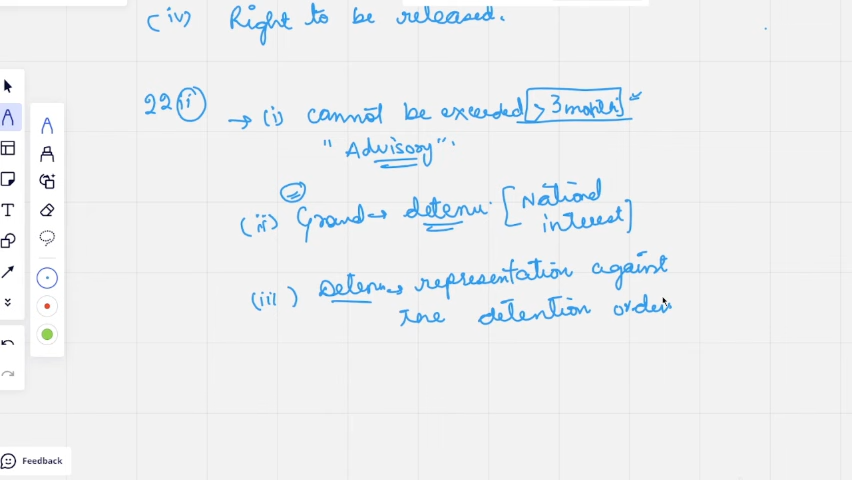 (iv) Right to be released.
22 (ii)
→ (i) cannot be exceeded > 3 months
"Advisory".
(ii) Ground → detenu. [National interest]
(iii) Detenu → representation against
the detention order
Feedback